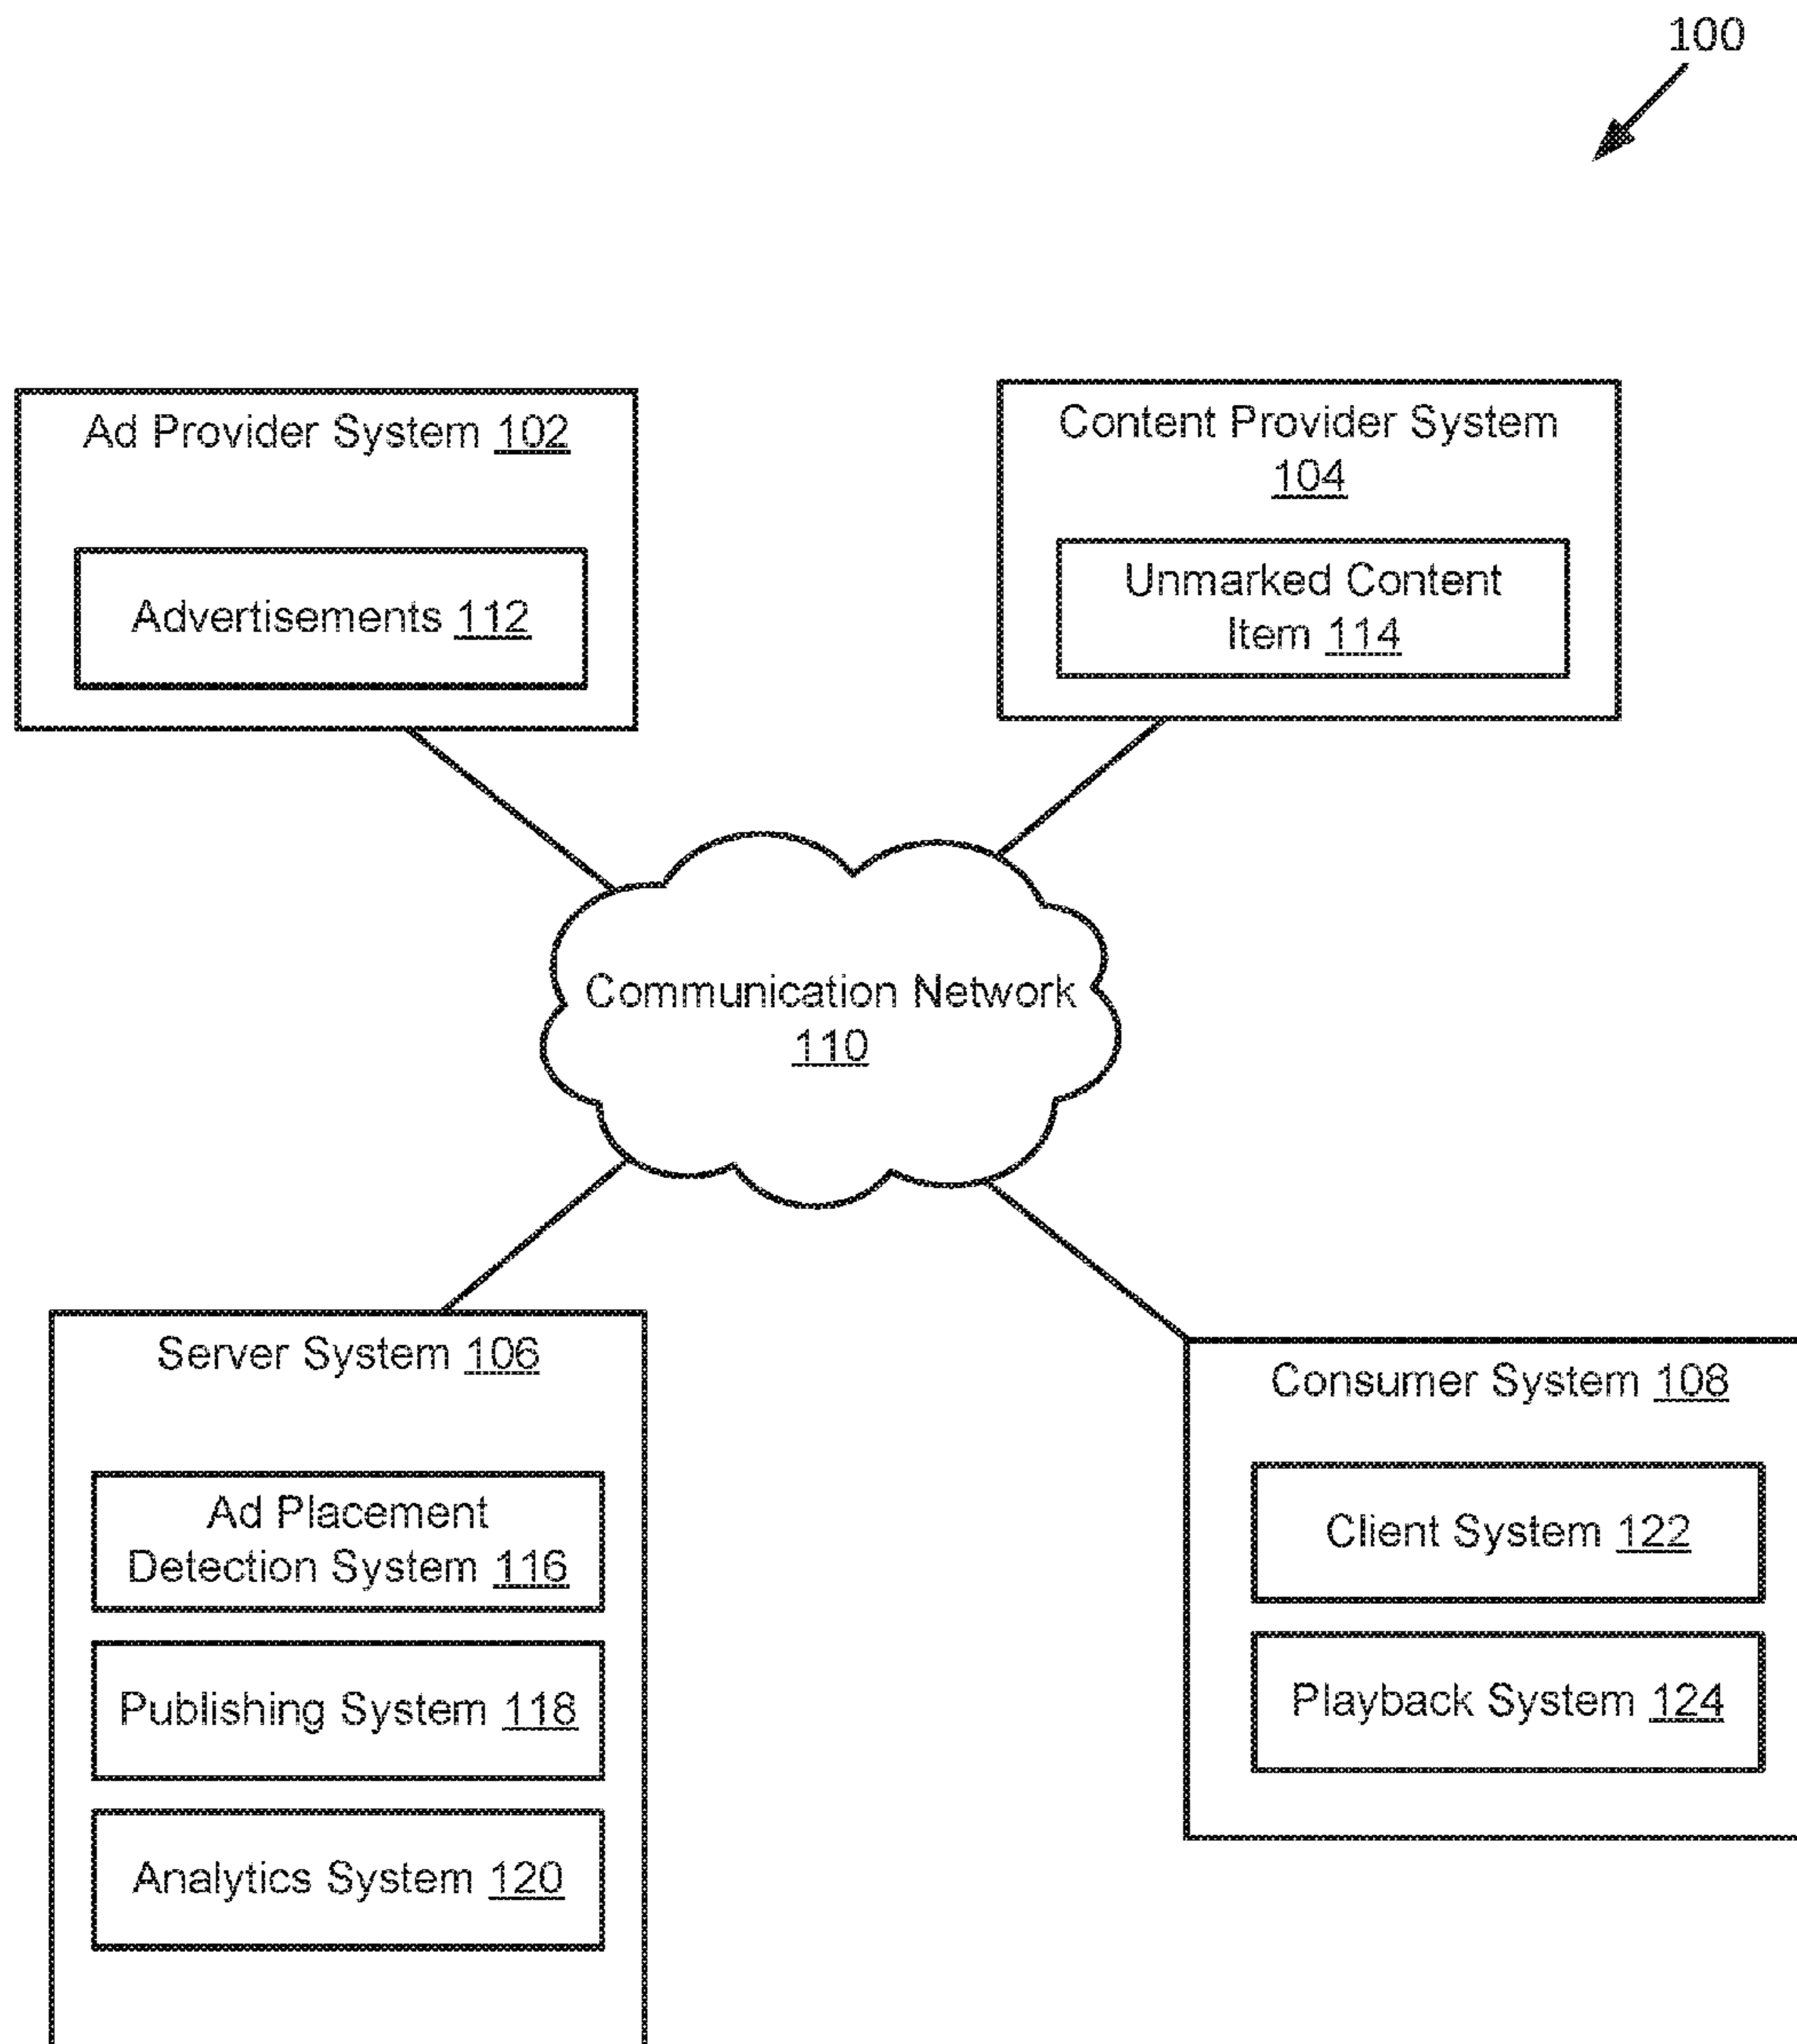 100
Ad Provider System 102
Advertisements 112
Content Provider System
104
Unmarked Content
Item 114
Communication Network
110
Server System 106
Ad Placement
Detection System 116
Publishing System 118
Analytics System 120
Consumer System 108
Client System 122
Playback System 124